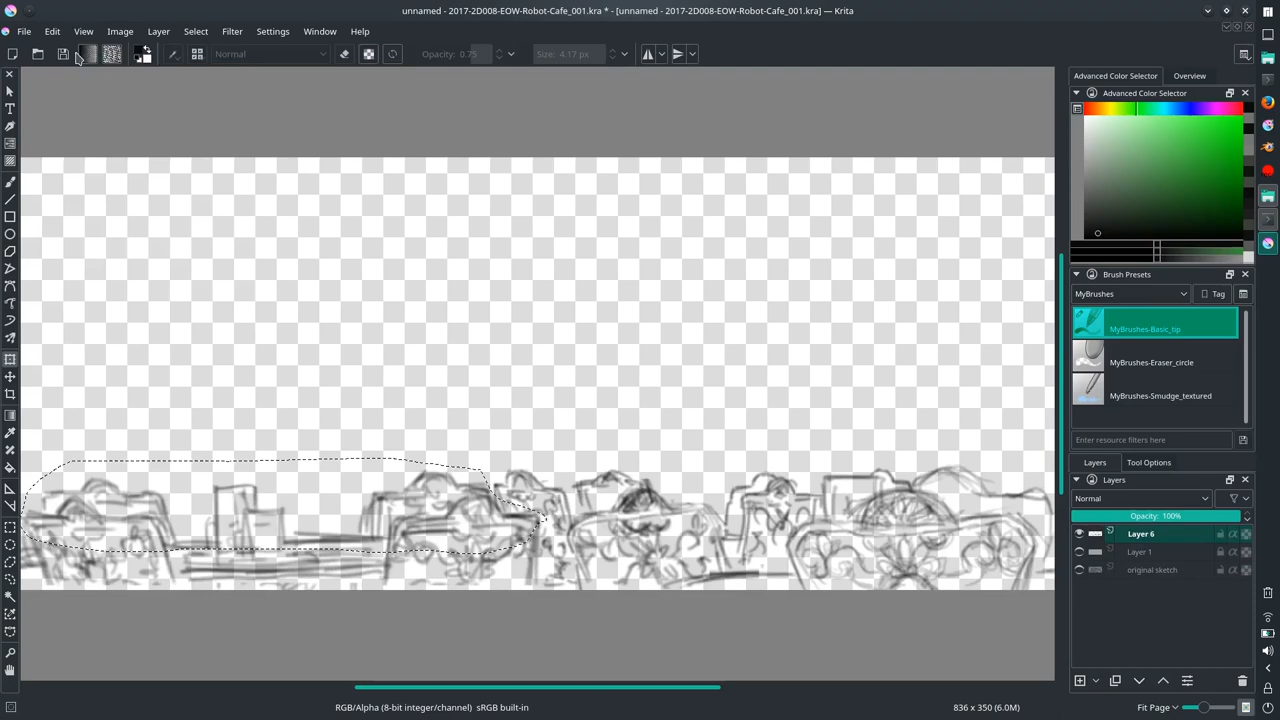 unnamed - 2017-2D008-EOW-Robot-Cafe_001.kra * - [unnamed - 2017-2D008-EOW-Robot-Cafe_001.kra] — Krita
File Edit View Image Layer Select Filter Settings Window Help
Normal Opacity: 0.75 Size: 4.17 px
Advanced Color Selector Overview
Advanced Color Selector
Brush Presets
MyBrushes Tag
MyBrushes-Basic_tip
MyBrushes-Eraser_circle
MyBrushes-Smudge_textured
Enter resource filters here
Layers Tool Options
Layers
Normal
Opacity: 100%
Layer 6
Layer 1
original sketch
RGB/Alpha (8-bit integer/channel) sRGB built-in 836 x 350 (6.0M) Fit Page